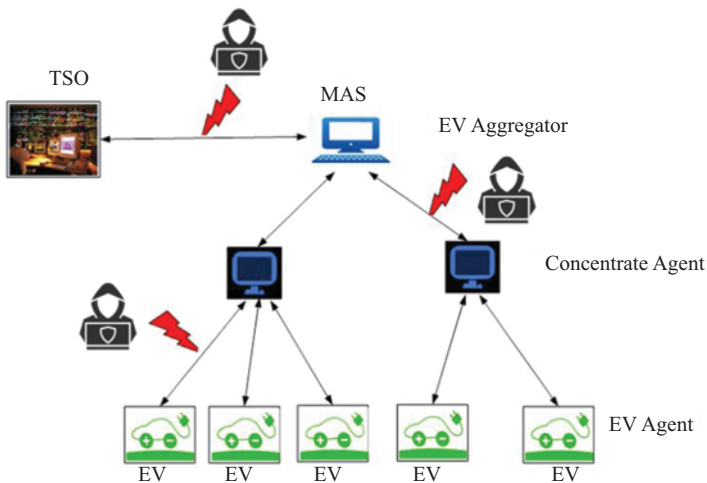 TSO
MAS
EV Aggregator
Concentrate Agent
EV Agent
EV
EV
EV
EV
EV